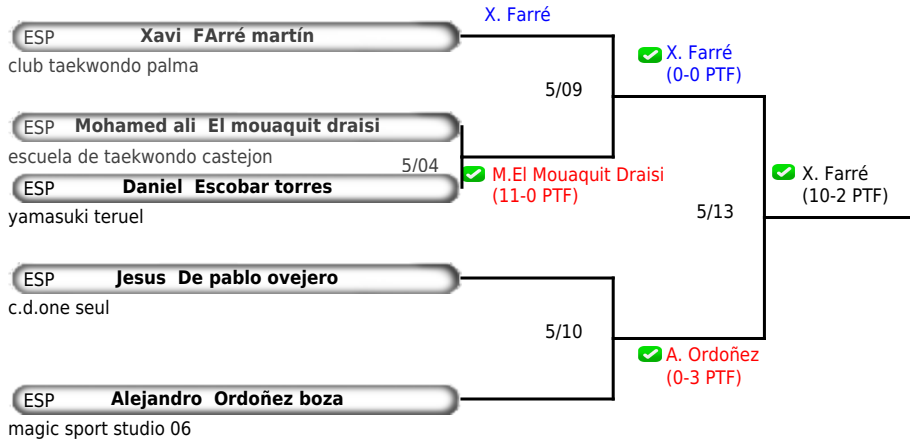 X. Farré
ESP Xavi FArré martín
club taekwondo palma
X. Farré
(0-0 PTF)
5/09
ESP Mohamed ali El mouaquit draisi
escuela de taekwondo castejon
5/04
M.El Mouaquit Draisi
(11-0 PTF)
X. Farré
(10-2 PTF)
ESP Daniel Escobar torres
yamasuki teruel
5/13
ESP Jesus De pablo ovejero
c.d.one seul
5/10
A. Ordoñez
(0-3 PTF)
ESP Alejandro Ordoñez boza
magic sport studio 06